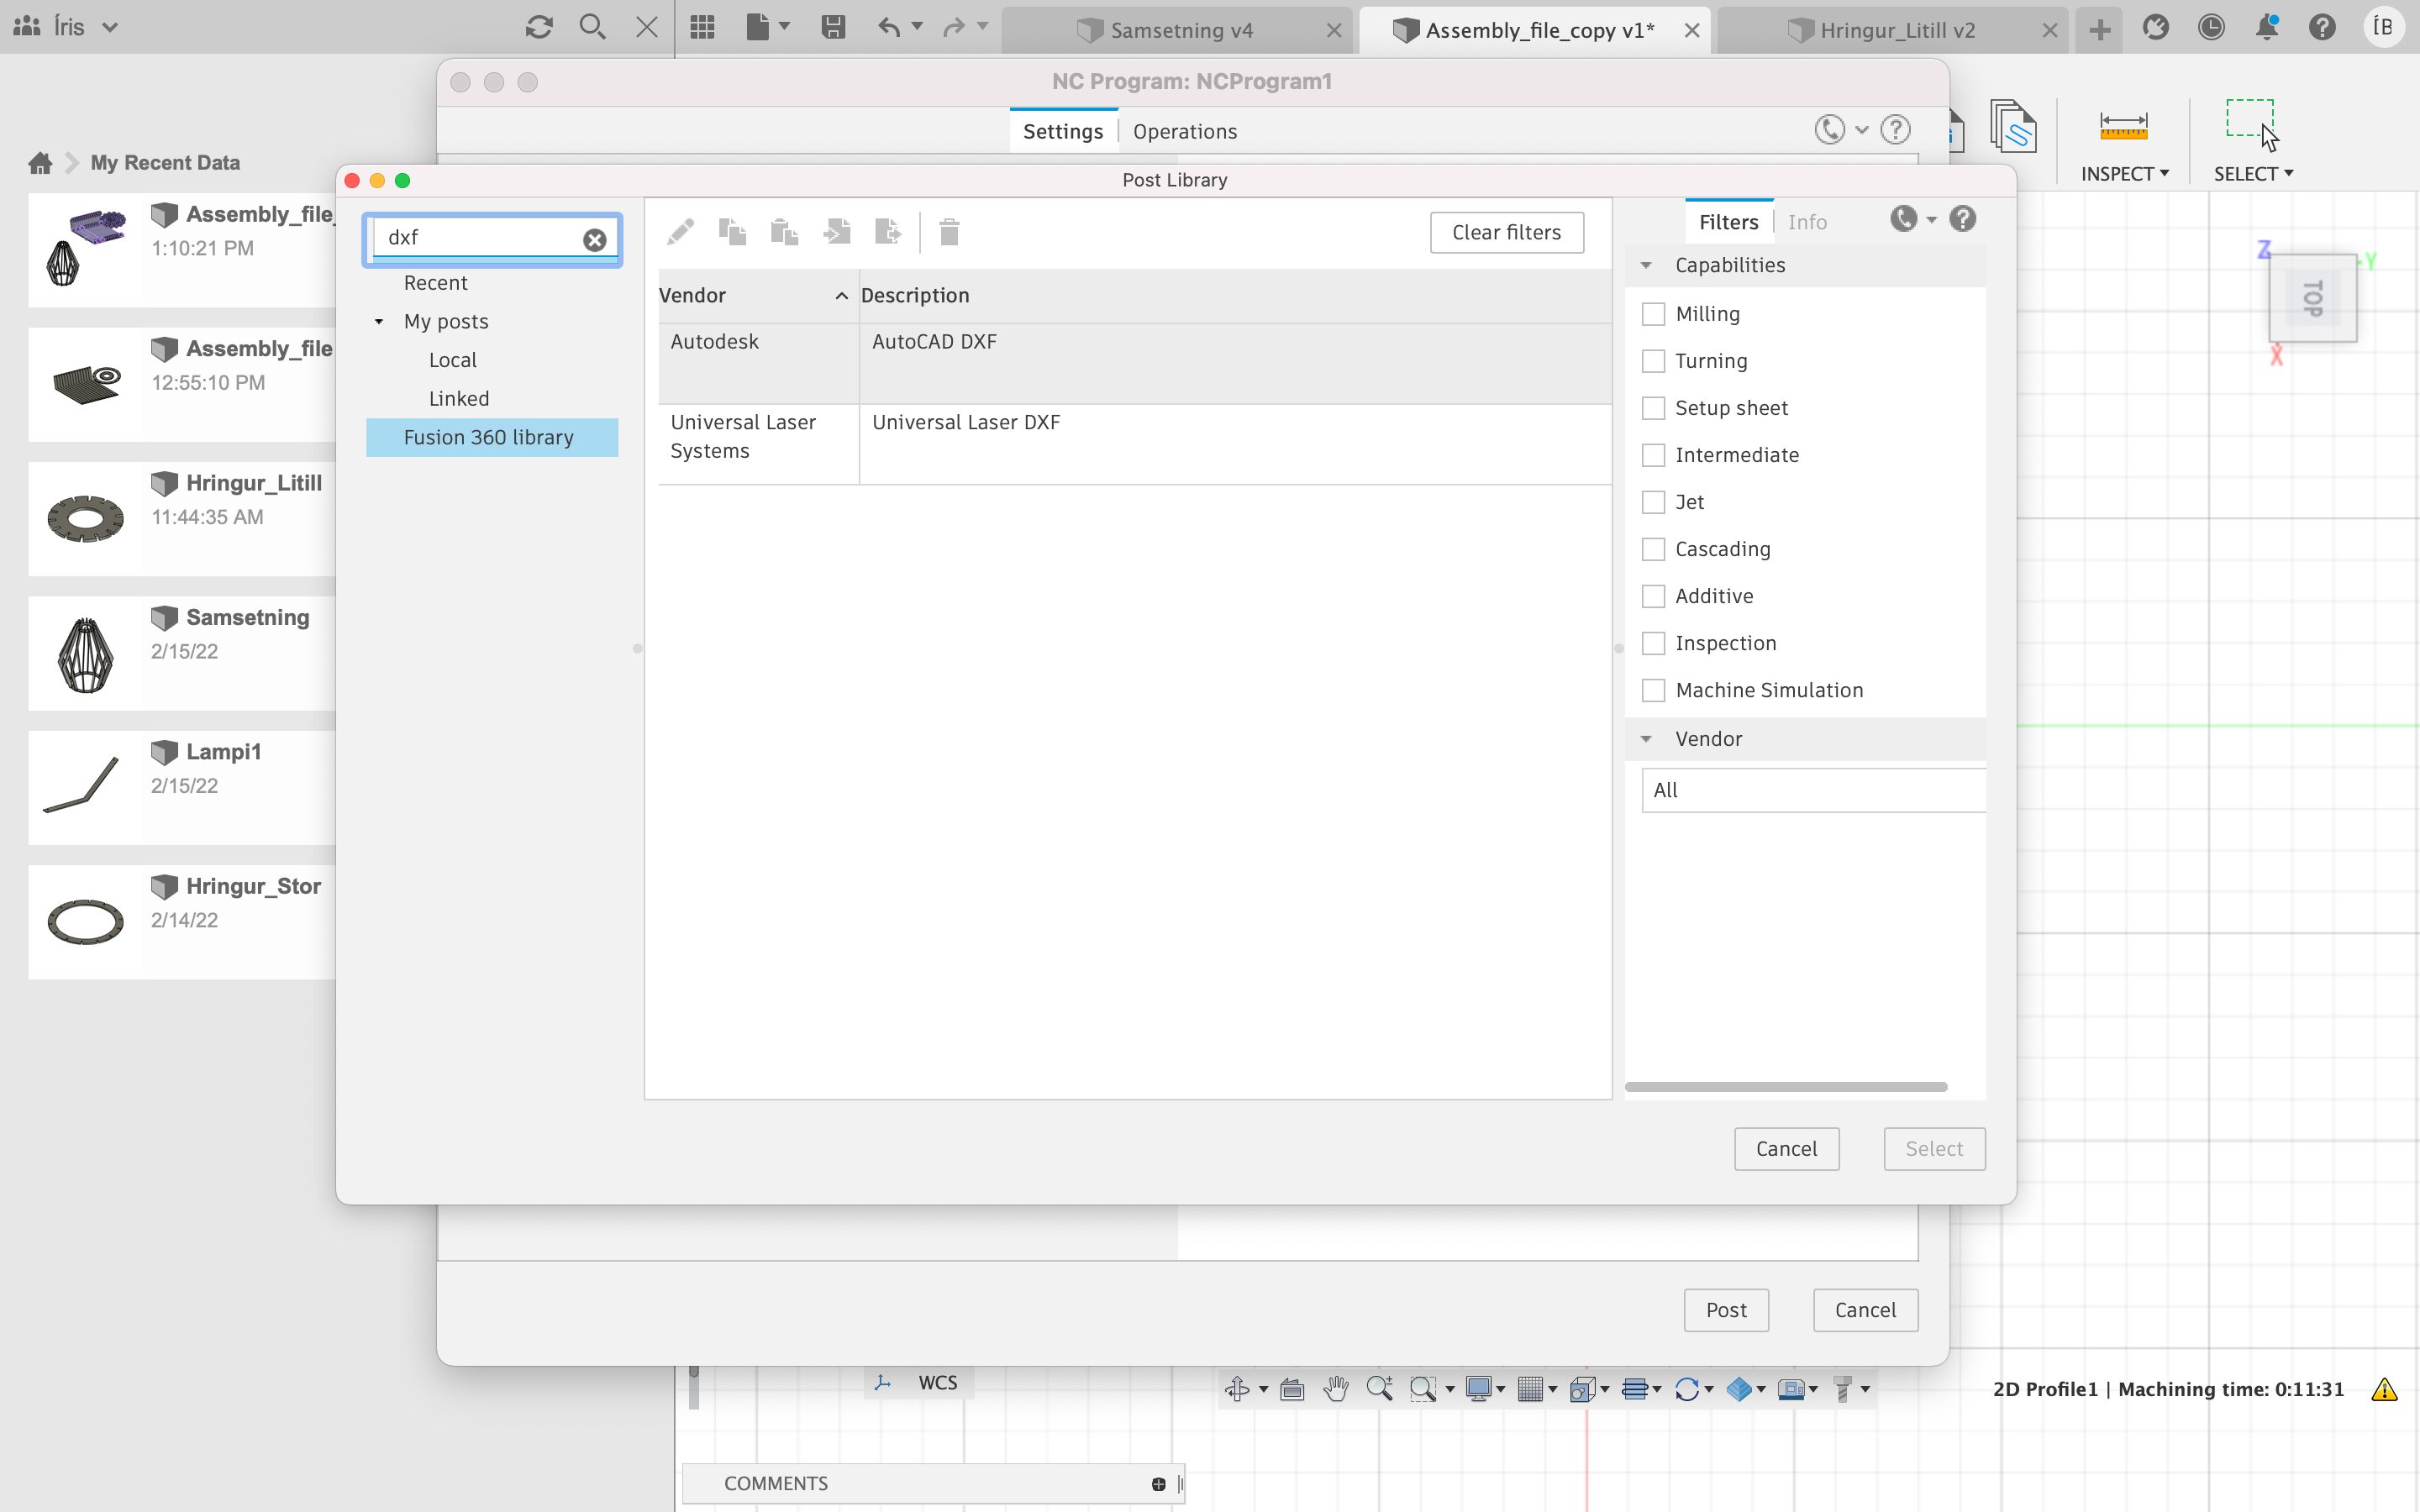 Íris
Samsetning v4
Assembly_file_copy v1*
Hringur_Litill v2
ÍB
NC Program: NCProgram1
Settings
Operations
INSPECT
SELECT
My Recent Data
Assembly_file_
1:10:21 PM
Assembly_file
12:55:10 PM
Hringur_Litill
11:44:35 AM
Samsetning
2/15/22
Lampi1
2/15/22
Hringur_Stor
2/14/22
Post Library
dxf
Recent
My posts
Local
Linked
Fusion 360 library
Clear filters
Vendor
Description
Autodesk
AutoCAD DXF
Universal Laser
Systems
Universal Laser DXF
Filters
Info
Capabilities
Milling
Turning
Setup sheet
Intermediate
Jet
Cascading
Additive
Inspection
Machine Simulation
Vendor
All
Cancel
Select
Z
-Y
TOP
X
Post
Cancel
WCS
2D Profile1 | Machining time: 0:11:31
COMMENTS